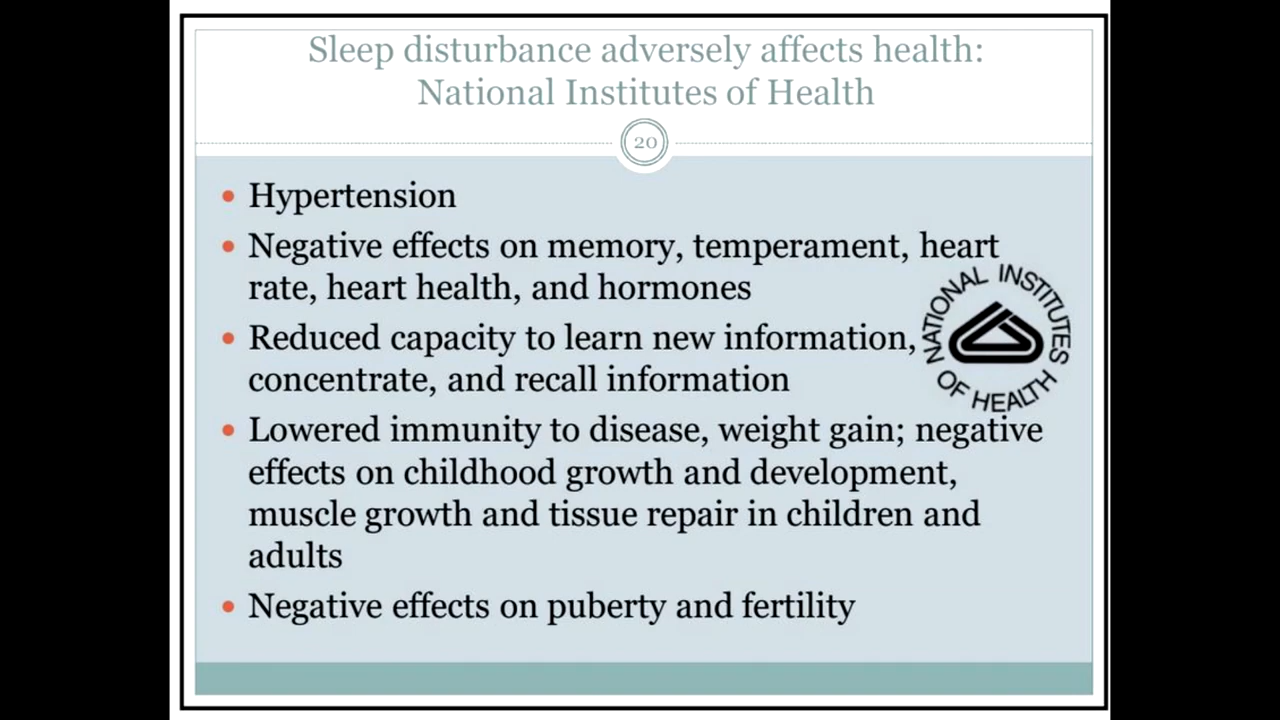 Sleep disturbance adversely affects health:
National Institutes of Health
20
• Hypertension
• Negative effects on memory, temperament, heart
rate, heart health, and hormones
• Reduced capacity to learn new information,
concentrate, and recall information
• Lowered immunity to disease, weight gain; negative
effects on childhood growth and development,
muscle growth and tissue repair in children and
adults
• Negative effects on puberty and fertility
NATIONAL INSTITUTES
OF HEALTH